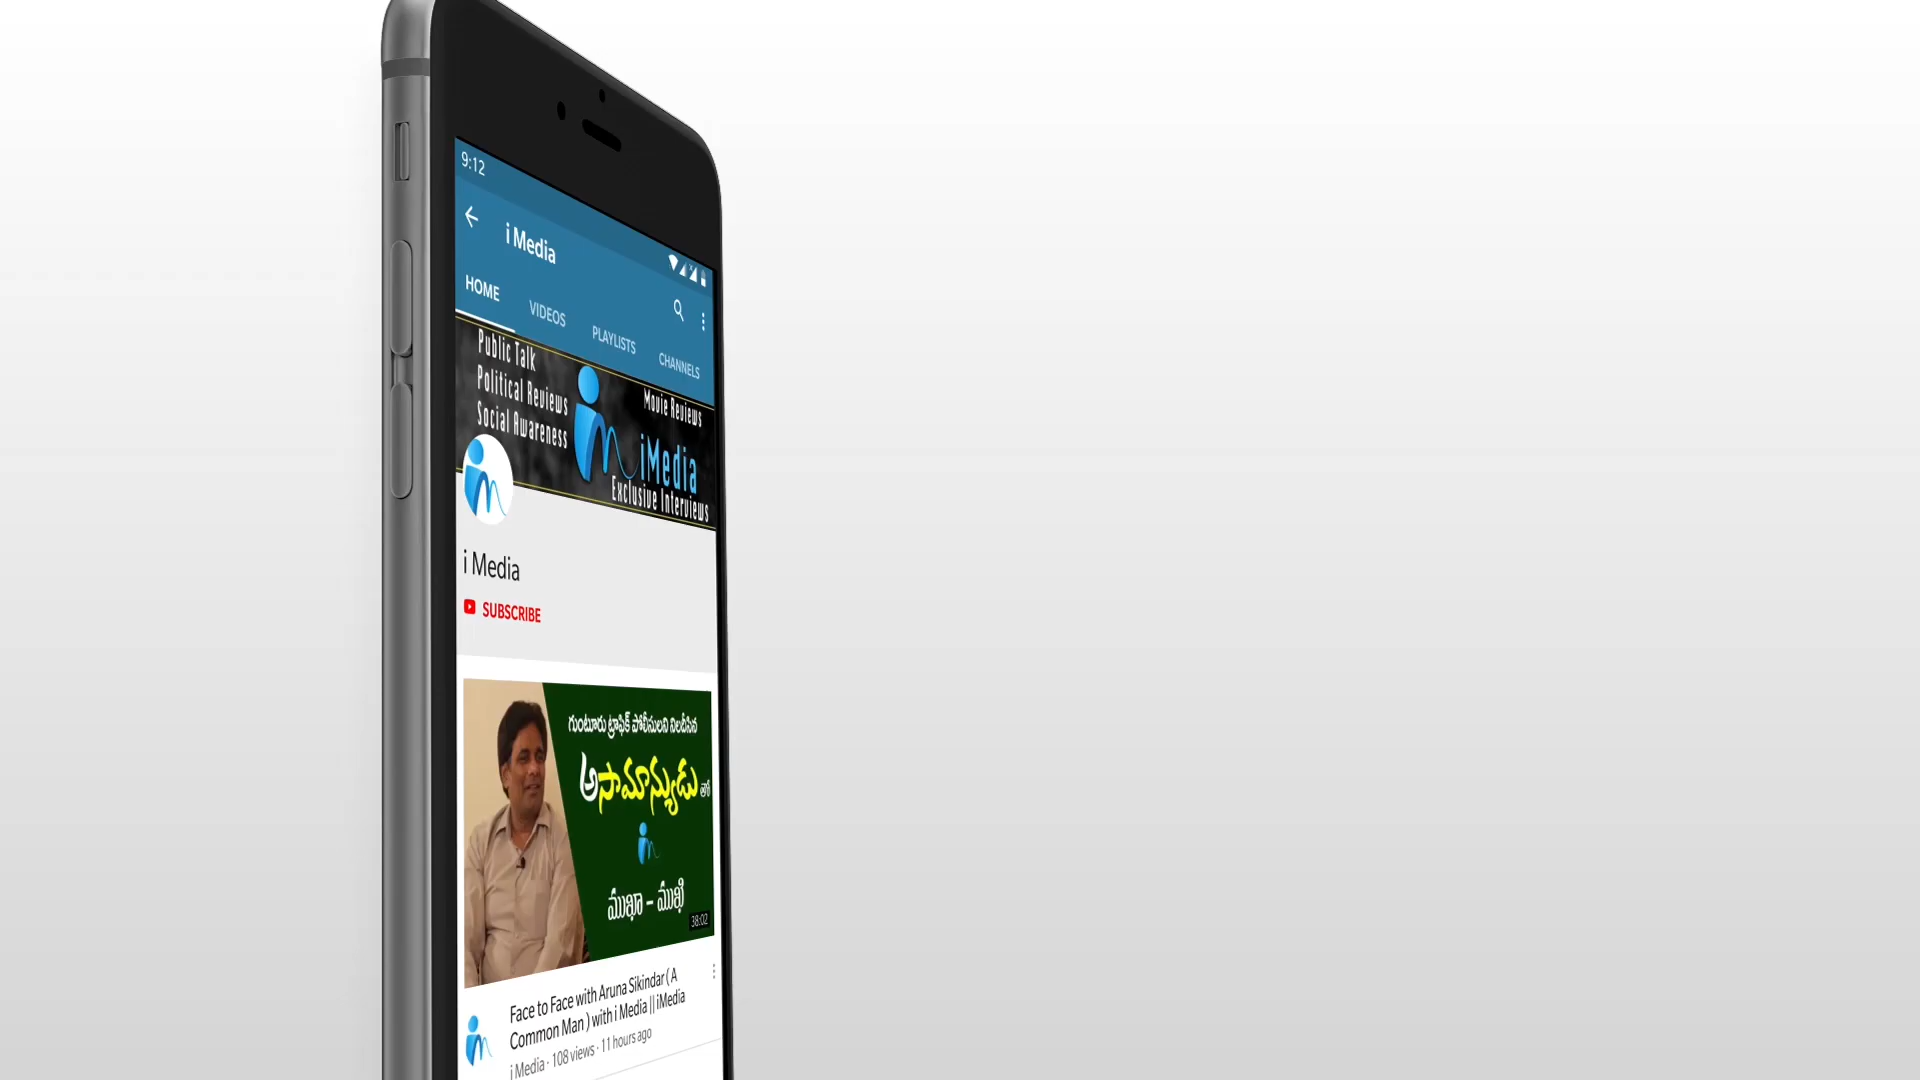 9:12
i Media
HOME
VIDEOS
PLAYLISTS
CHANNELS
Public Talk
Political Reviews
Social Awareness
Movie Reviews
iMedia
Exclusive Interviews
i Media
SUBSCRIBE
గుంటూరు ట్రాఫిక్ పోలీసులని నిలదీసిన
అసామాన్యుడు తో
ముఖా – ముఖి
38:02
Face to Face with Aruna Sikindar ( A
Common Man ) with i Media || iMedia
i Media · 108 views · 11 hours ago